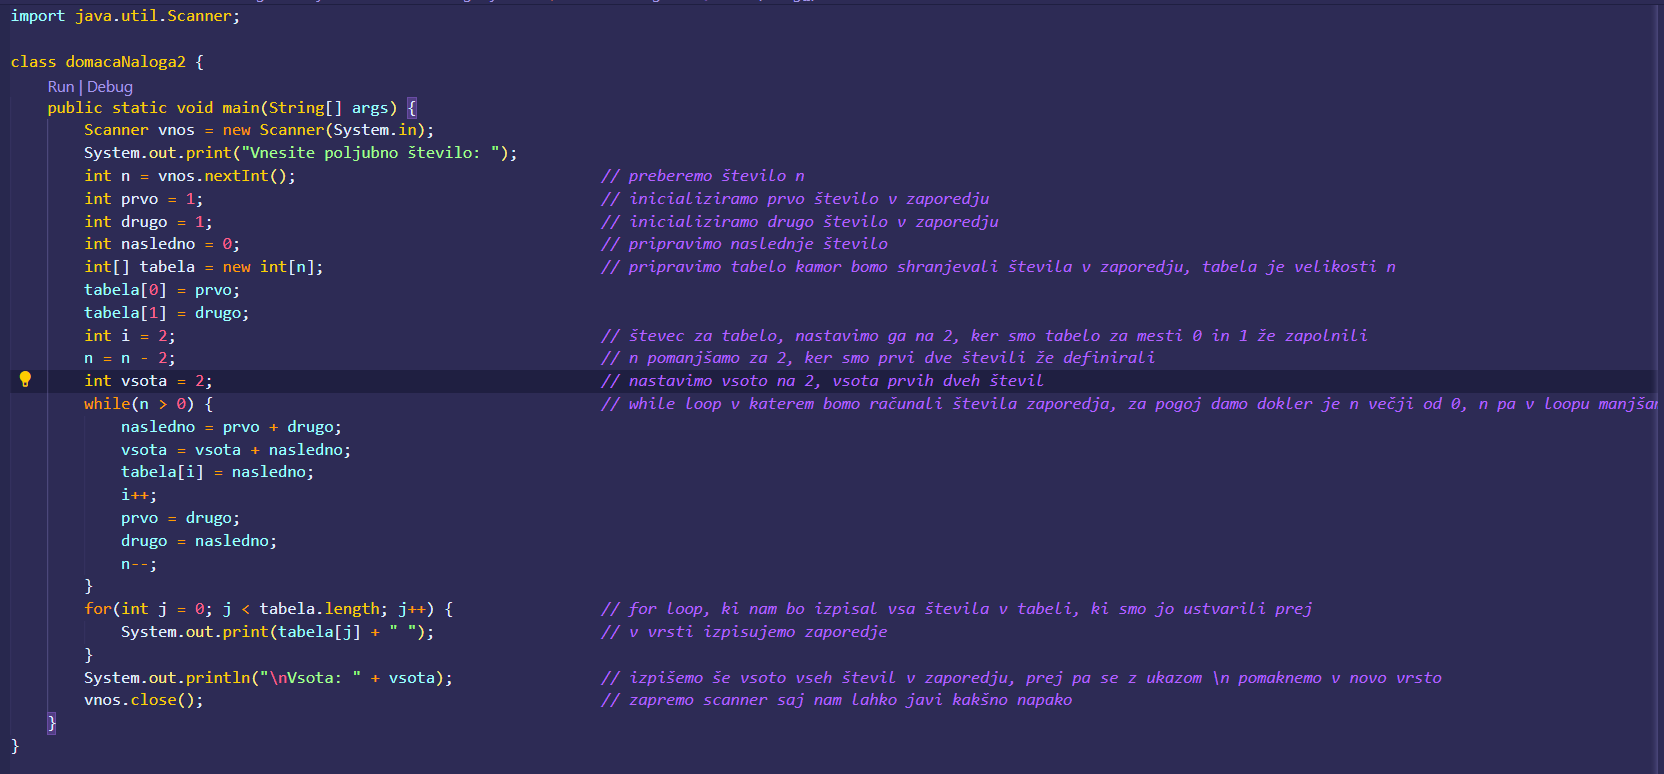 import java.util.Scanner;
class domacaNaloga2 {
Run | Debug
public static void main(String[] args) {
Scanner vnos = new Scanner(System.in);
System.out.print("Vnesite poljubno število: ");
int n = vnos.nextInt(); // preberemo število n
int prvo = 1; // inicializiramo prvo število v zaporedju
int drugo = 1; // inicializiramo drugo število v zaporedju
int nasledno = 0; // pripravimo naslednje število
int[] tabela = new int[n]; // pripravimo tabelo kamor bomo shranjevali števila v zaporedju, tabela je velikosti n
tabela[0] = prvo;
tabela[1] = drugo;
int i = 2; // števec za tabelo, nastavimo ga na 2, ker smo tabelo za mesti 0 in 1 že zapolnili
n = n - 2; // n pomanjšamo za 2, ker smo prvi dve števili že definirali
int vsota = 2; // nastavimo vsoto na 2, vsota prvih dveh števil
while(n > 0) { // while loop v katerem bomo računali števila zaporedja, za pogoj damo dokler je n večji od 0, n pa v loopu
nasledno = prvo + drugo;
vsota = vsota + nasledno;
tabela[i] = nasledno;
i++;
prvo = drugo;
drugo = nasledno;
n--;
}
for(int j = 0; j < tabela.length; j++) { // for loop, ki nam bo izpisal vsa števila v tabeli, ki smo jo ustvarili prej
System.out.print(tabela[j] + " "); // v vrsti izpisujemo zaporedje
}
System.out.println("\nVsota: " + vsota); // izpišemo še vsoto vseh števil v zaporedju, prej pa se z ukazom \n pomaknemo v novo vrsto
vnos.close(); // zapremo scanner saj nam lahko javi kakšno napako
}
}